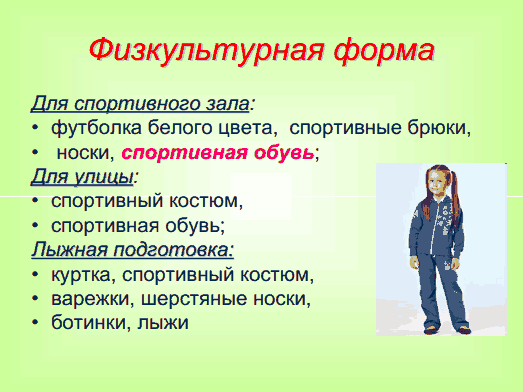 Физкультурная форма
Для спортивного зала:
• футболка белого цвета, спортивные брюки,
• носки, спортивная обувь;
Для улицы:
• спортивный костюм,
• спортивная обувь;
Лыжная подготовка:
• куртка, спортивный костюм,
• варежки, шерстяные носки,
• ботинки, лыжи